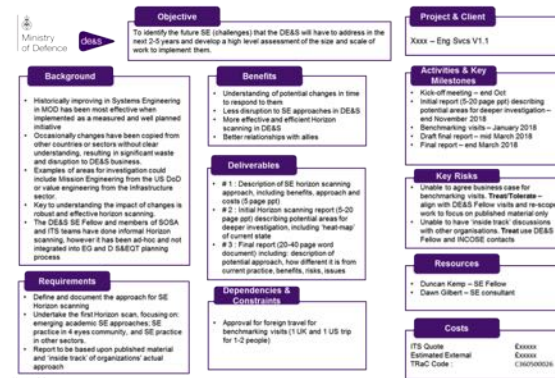 Ministry
of Defence
de&s
Objective
To identify the future SE (challenges) that the DE&S will have to address in the
next 2-5 years and develop a high level assessment of the size and scale of
work to implement them.
Project & Client
Xxxx – Eng Svcs V1.1
Background
• Historically improving in Systems Engineering
in MOD has been most effective when
implemented as a measured and well planned
initiative
• Occasionally changes have been copied from
other countries or sectors without clear
understanding, resulting in significant waste
and disruption to DE&S business.
• Examples of areas for investigation could
include Mission Engineering from the US DoD
or value engineering from the Infrastructure
sector.
• Key to understanding the impact of changes is
robust and effective horizon scanning.
• The DE&S SE Fellow and members of SOSA
and ITS teams have done informal Horizon
scanning, however it has been ad-hoc and not
integrated into EG and D S&EQT planning
process
Requirements
• Define and document the approach for SE
Horizon scanning
• Undertake the first Horizon scan, focusing on:
emerging academic SE approaches; SE
practice in 4 eyes community, and SE practice
in other sectors.
• Report to be based upon published material
and 'inside track' of organizations' actual
approach
Benefits
• Understanding of potential changes in time
to respond to them
• Less disruption to SE approaches in DE&S
• More effective and efficient Horizon
scanning in DE&S
• Better relationships with allies
Deliverables
• # 1 : Description of SE horizon scanning
approach, including benefits, approach and
costs (5 page ppt)
• # 2 : Initial Horizon scanning report (5-20
page ppt) describing potential areas for
deeper investigation, including 'heat-map'
of current state
• # 3 : Final report (20-40 page word
document) including: description of
potential approach, how different it is from
current practice, benefits, risks, issues
Dependencies &
Constraints
• Approval for foreign travel for
benchmarking visits (1 UK and 1 US trip
for 1-2 people)
Activities & Key
Milestones
• Kick-off meeting – end Oct
• Initial report (5-20 page ppt) describing
potential areas for deeper investigation –
end November 2018
• Benchmarking visits – January 2018
• Draft final report – mid March 2018
• Final report – end March 2018
Key Risks
• Unable to agree business case for
benchmarking visits. Treat/Tolerate –
align with DE&S Fellow visits and re-scope
work to focus on published material only
• Unable to have 'inside track' discussions
with other organisations. Treat use DE&S
Fellow and INCOSE contacts
Resources
• Duncan Kemp – SE Fellow
• Dawn Gilbert – SE consultant
Costs
ITS Quote £xxxxx
Estimated External £xxxxx
TRaC Code : C360500026